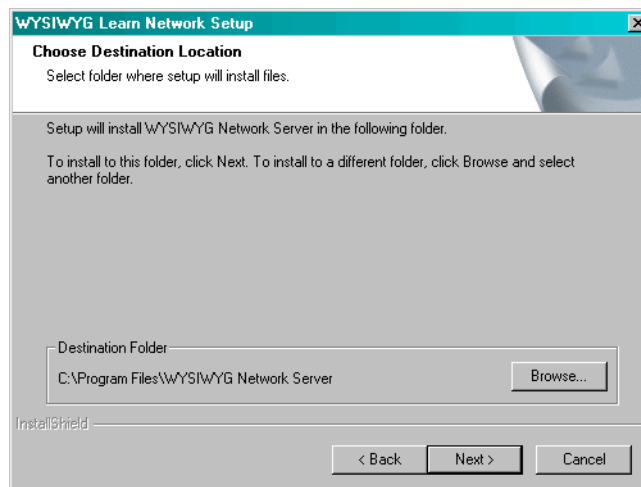 WYSIWYG Learn Network Setup
Choose Destination Location
Select folder where setup will install files.
Setup will install WYSIWYG Network Server in the following folder.
To install to this folder, click Next. To install to a different folder, click Browse and select
another folder.
Destination Folder
C:\Program Files\WYSIWYG Network Server
Browse...
InstallShield
< Back
Next >
Cancel